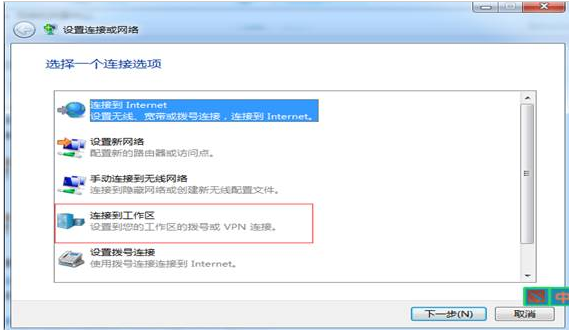 设置连接或网络
选择一个连接选项
连接到 Internet
设置无线、宽带或拨号连接，连接到 Internet。
设置新网络
配置新的路由器或访问点。
手动连接到无线网络
连接到隐藏网络或创建新无线配置文件。
连接到工作区
设置到您的工作区的拨号或 VPN 连接。
设置拨号连接
使用拨号连接连接到 Internet。
中
下一步(N)
取消